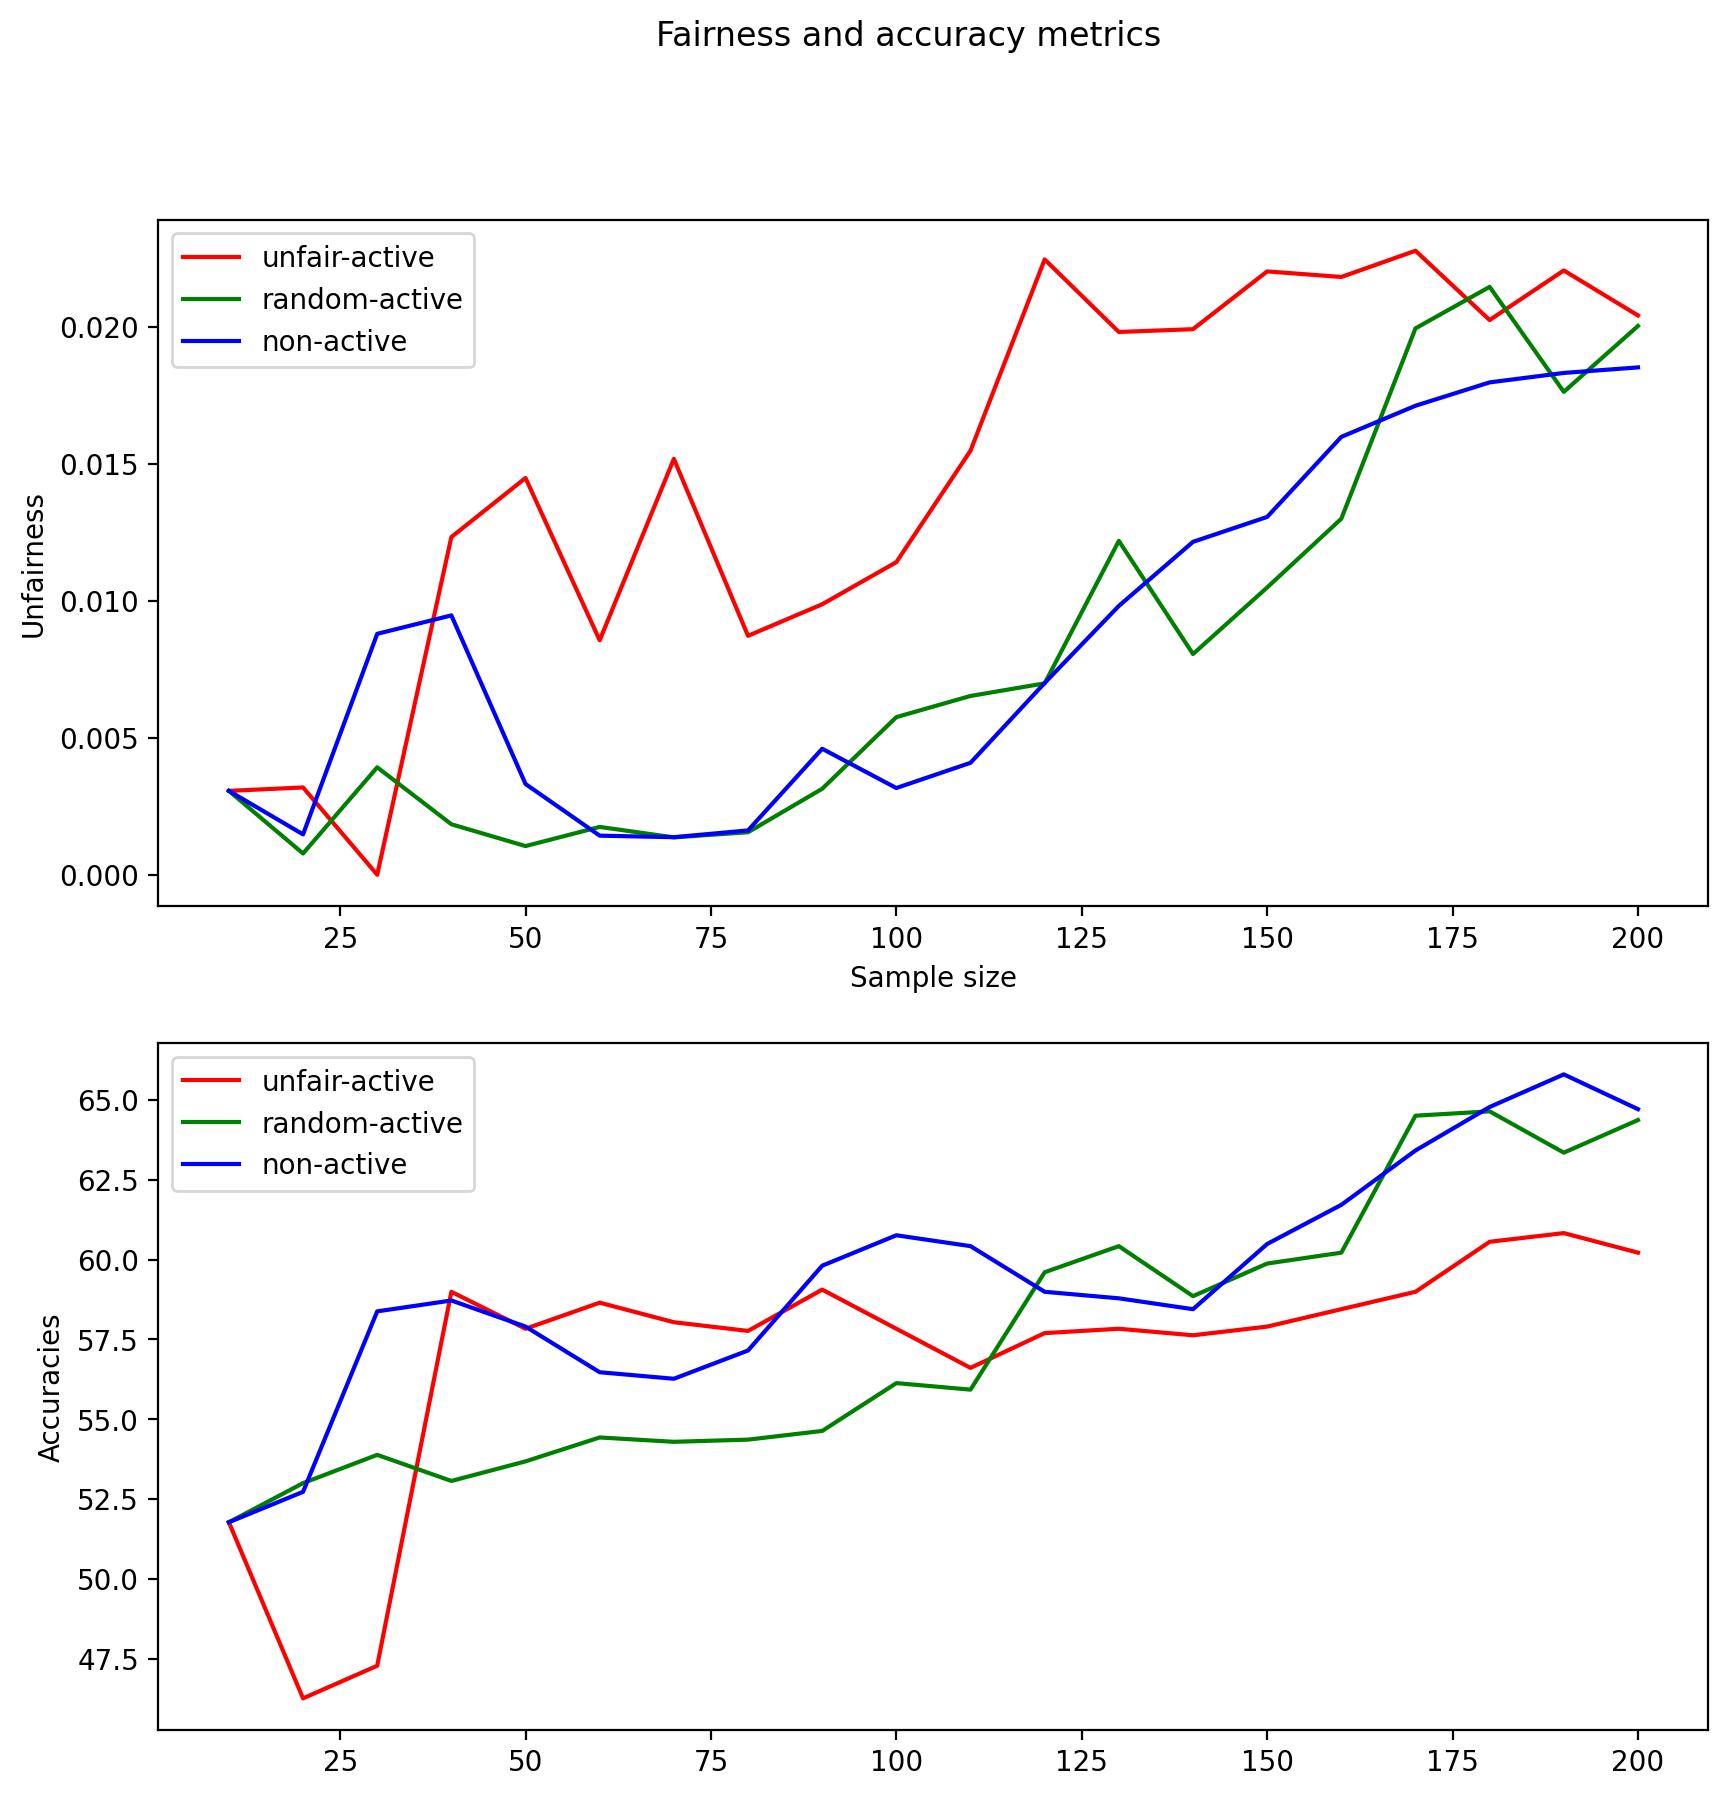 Fairness and accuracy metrics
unfair-active
random-active
non-active
0.020
0.015
0.010
0.005
0.000
Unfairness
25 50 75 100 125 150 175 200
Sample size
unfair-active
random-active
non-active
65.0
62.5
60.0
57.5
55.0
52.5
50.0
47.5
Accuracies
25 50 75 100 125 150 175 200